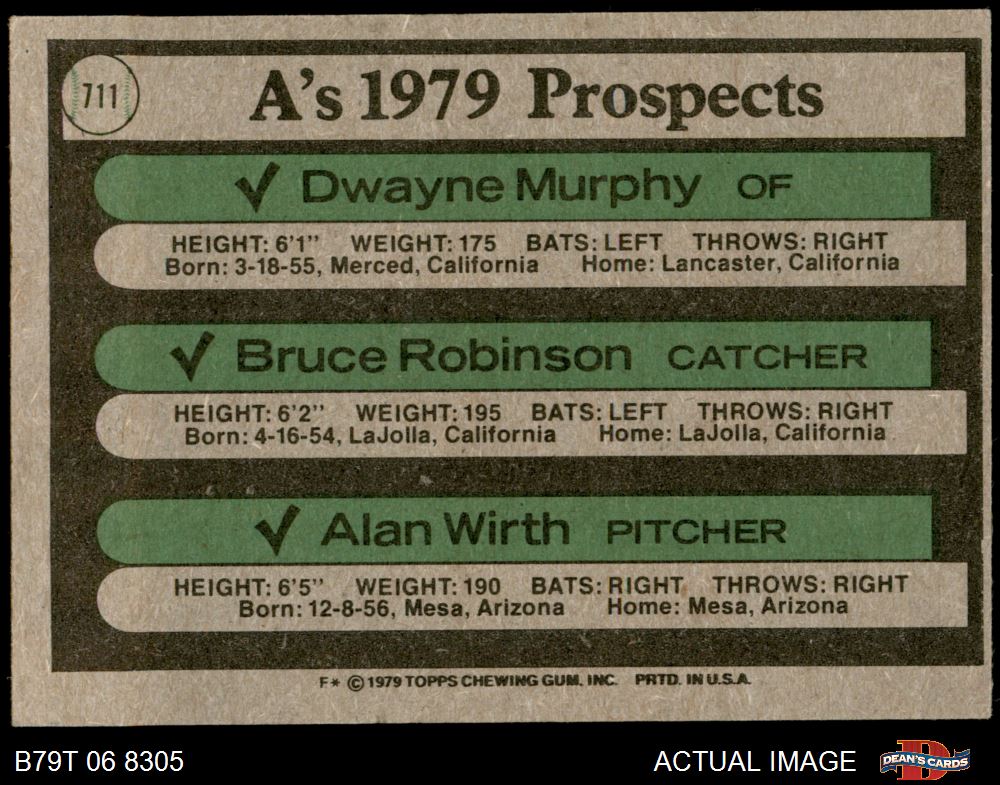 711
A's 1979 Prospects
✓ Dwayne Murphy OF
HEIGHT: 6'1" WEIGHT: 175 BATS: LEFT THROWS: RIGHT
Born: 3-18-55, Merced, California Home: Lancaster, California
✓ Bruce Robinson CATCHER
HEIGHT: 6'2" WEIGHT: 195 BATS: LEFT THROWS: RIGHT
Born: 4-16-54, LaJolla, California Home: LaJolla, California
✓ Alan Wirth PITCHER
HEIGHT: 6'5" WEIGHT: 190 BATS: RIGHT THROWS: RIGHT
Born: 12-8-56, Mesa, Arizona Home: Mesa, Arizona
F* © 1979 TOPPS CHEWING GUM. INC. PRTD. IN U.S.A.
B79T 06 8305 ACTUAL IMAGE D DEAN'S CARDS